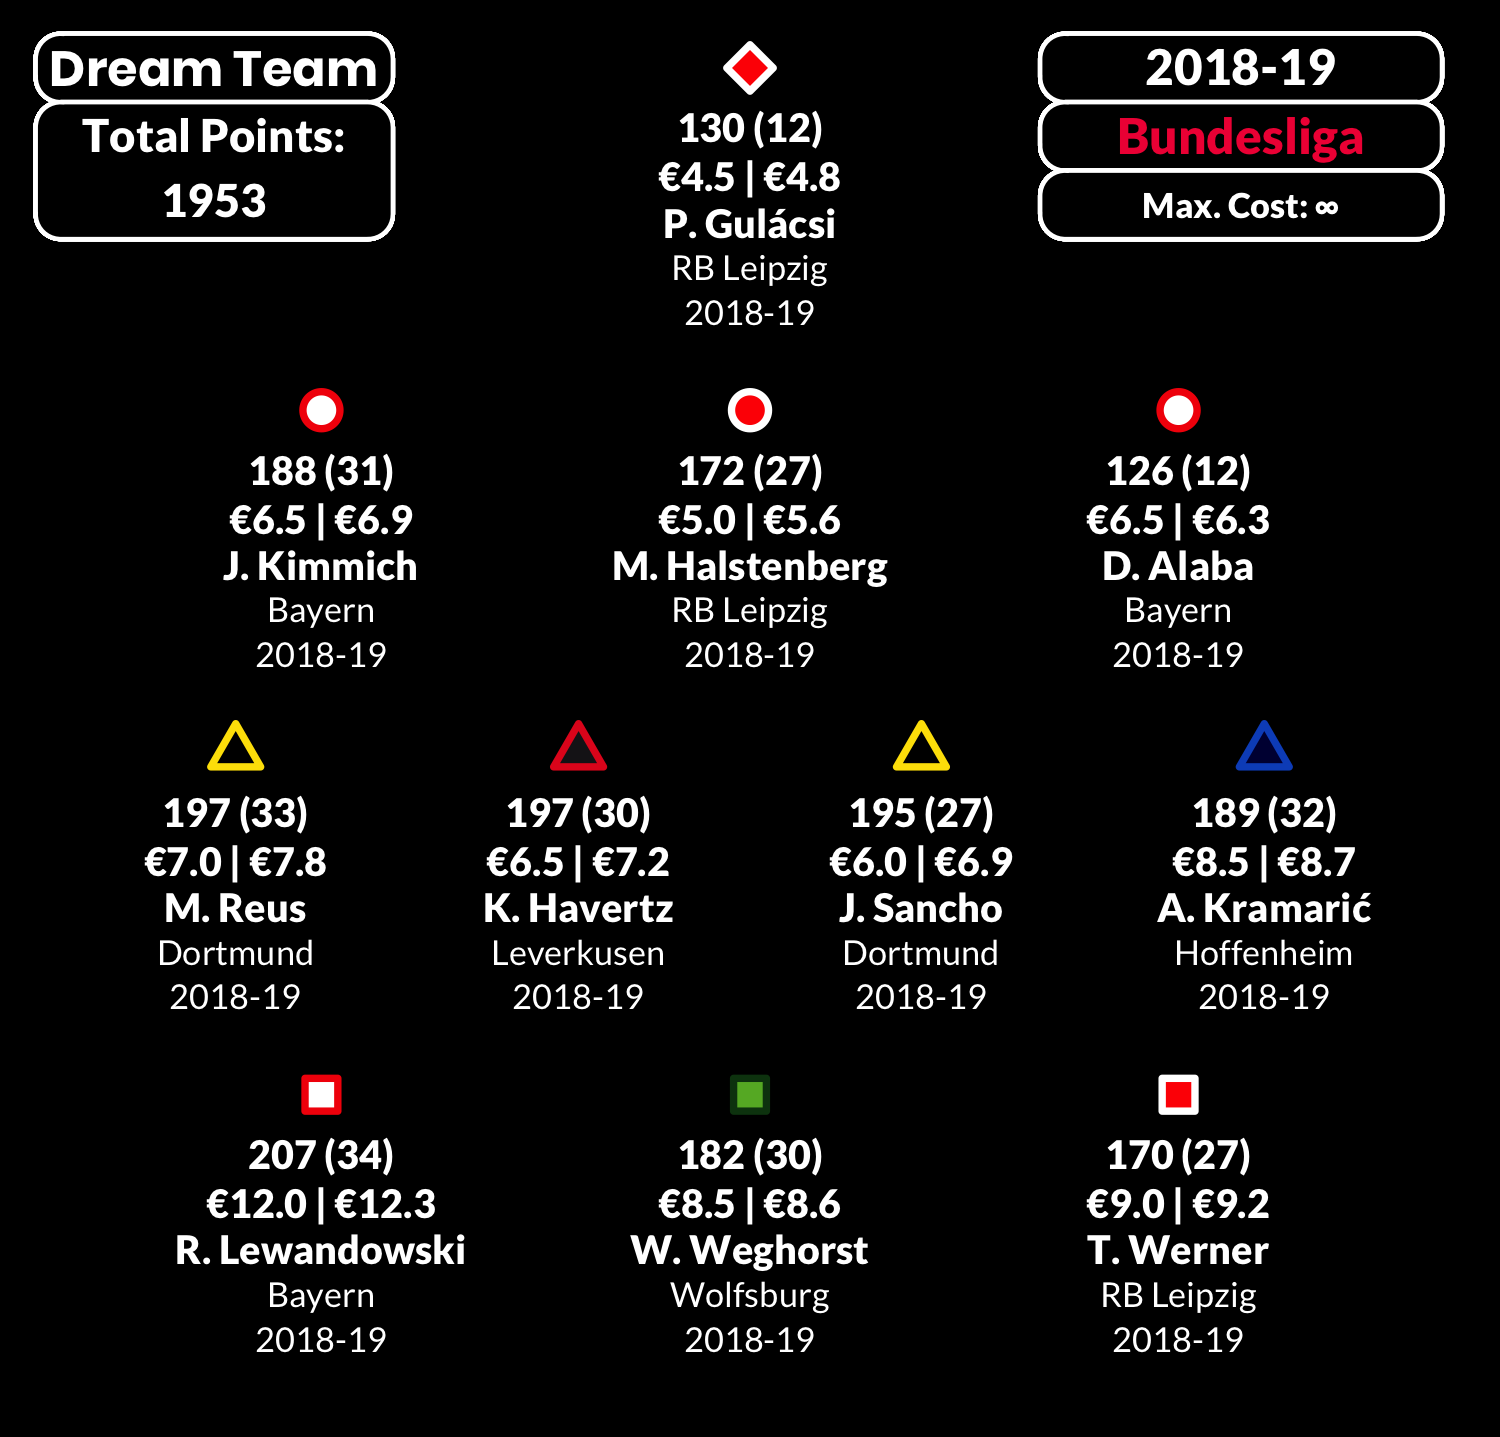 Dream Team
Total Points:
1953
2018-19
Bundesliga
Max. Cost: ∞
130 (12)
€4.5 | €4.8
P. Gulácsi
RB Leipzig
2018-19
188 (31)
€6.5 | €6.9
J. Kimmich
Bayern
2018-19
172 (27)
€5.0 | €5.6
M. Halstenberg
RB Leipzig
2018-19
126 (12)
€6.5 | €6.3
D. Alaba
Bayern
2018-19
197 (33)
€7.0 | €7.8
M. Reus
Dortmund
2018-19
197 (30)
€6.5 | €7.2
K. Havertz
Leverkusen
2018-19
195 (27)
€6.0 | €6.9
J. Sancho
Dortmund
2018-19
189 (32)
€8.5 | €8.7
A. Kramarić
Hoffenheim
2018-19
207 (34)
€12.0 | €12.3
R. Lewandowski
Bayern
2018-19
182 (30)
€8.5 | €8.6
W. Weghorst
Wolfsburg
2018-19
170 (27)
€9.0 | €9.2
T. Werner
RB Leipzig
2018-19